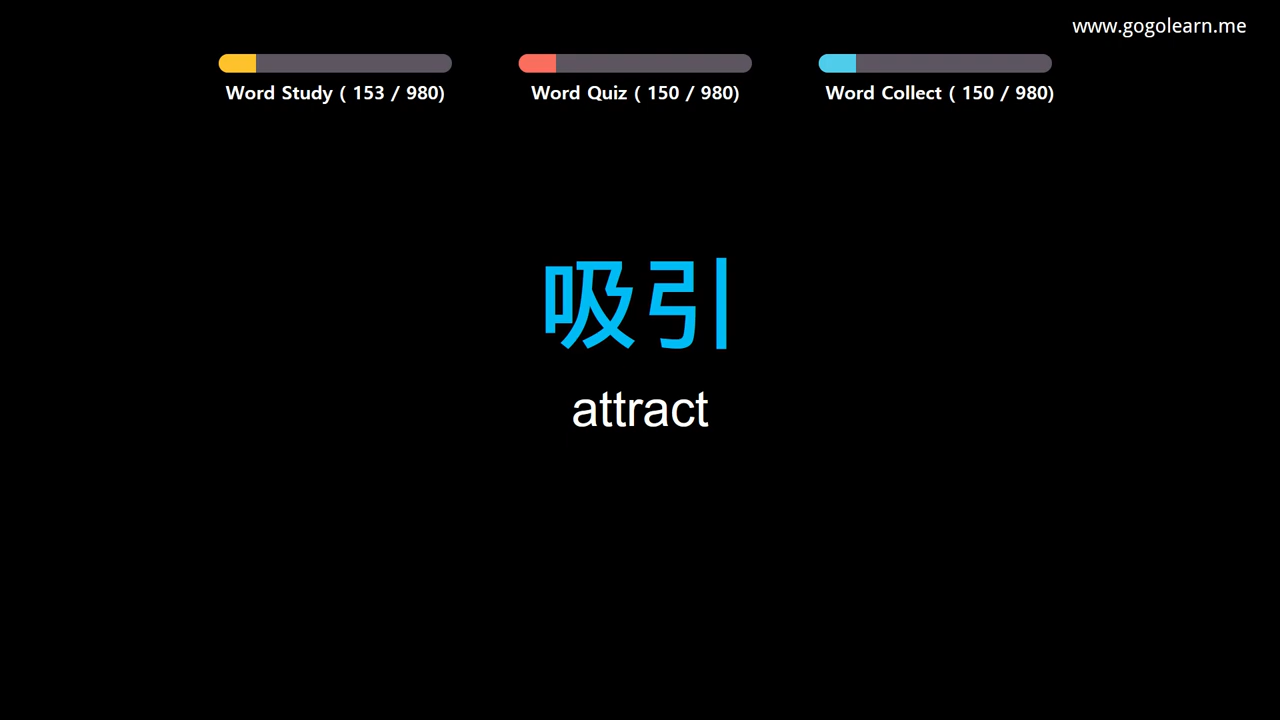 www.gogolearn.me
Word Study ( 153 / 980)
Word Quiz ( 150 / 980)
Word Collect ( 150 / 980)
吸引
attract